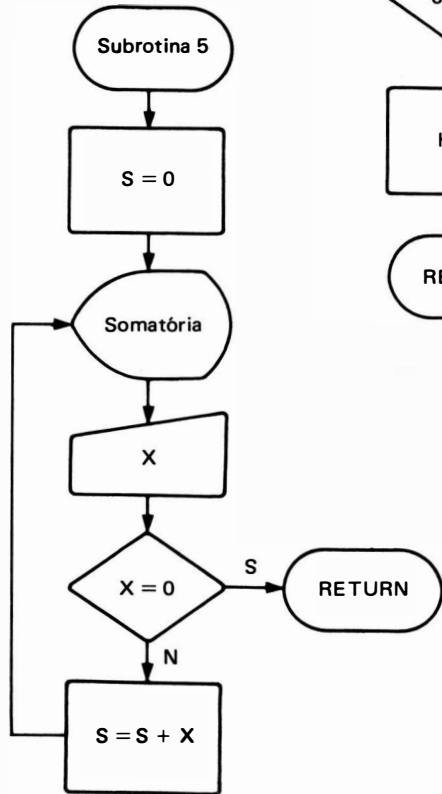 Subrotina 5
S = 0
Somatória
X
X = 0
S
RETURN
N
S = S + X